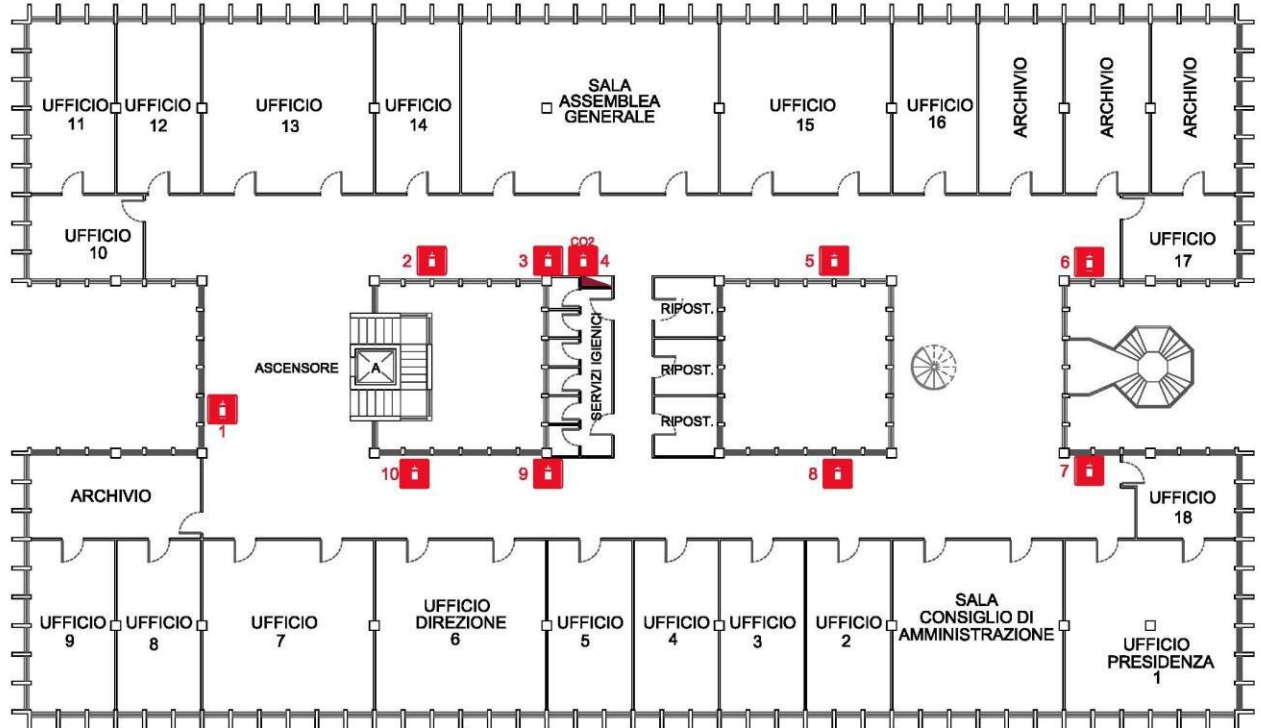 UFFICIO
11
UFFICIO
12
UFFICIO
13
UFFICIO
14
SALA
ASSEMBLEA
GENERALE
UFFICIO
15
UFFICIO
16
ARCHIVIO
ARCHIVIO
ARCHIVIO
UFFICIO
10
UFFICIO
17
2
3
CO2
4
5
6
ASCENSORE
A
SERVIZI IGIENICI
RIPOST.
RIPOST.
RIPOST.
1
10
9
8
7
ARCHIVIO
UFFICIO
18
UFFICIO
9
UFFICIO
8
UFFICIO
7
UFFICIO
DIREZIONE
6
UFFICIO
5
UFFICIO
4
UFFICIO
3
UFFICIO
2
SALA
CONSIGLIO DI
AMMINISTRAZIONE
UFFICIO
PRESIDENZA
1